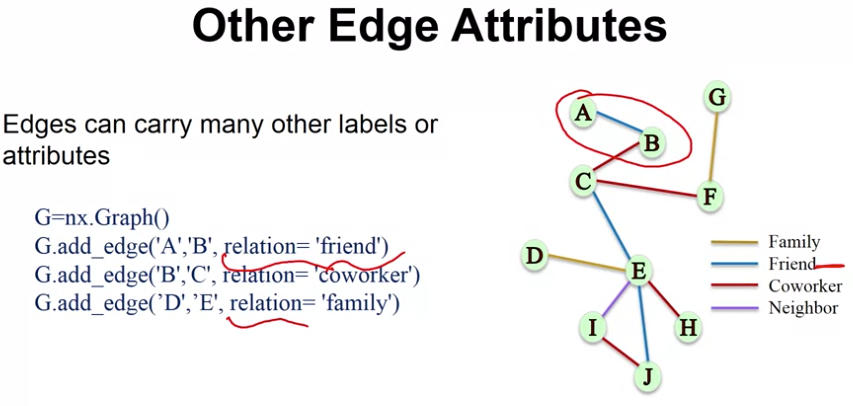 Other Edge Attributes
Edges can carry many other labels or
attributes
G=nx.Graph()
G.add_edge('A','B', relation= 'friend')
G.add_edge('B','C', relation= 'coworker')
G.add_edge(’D’,’E’, relation= 'family')
A
G
B
C
F
D
E
I
H
J
Family
Friend
Coworker
Neighbor